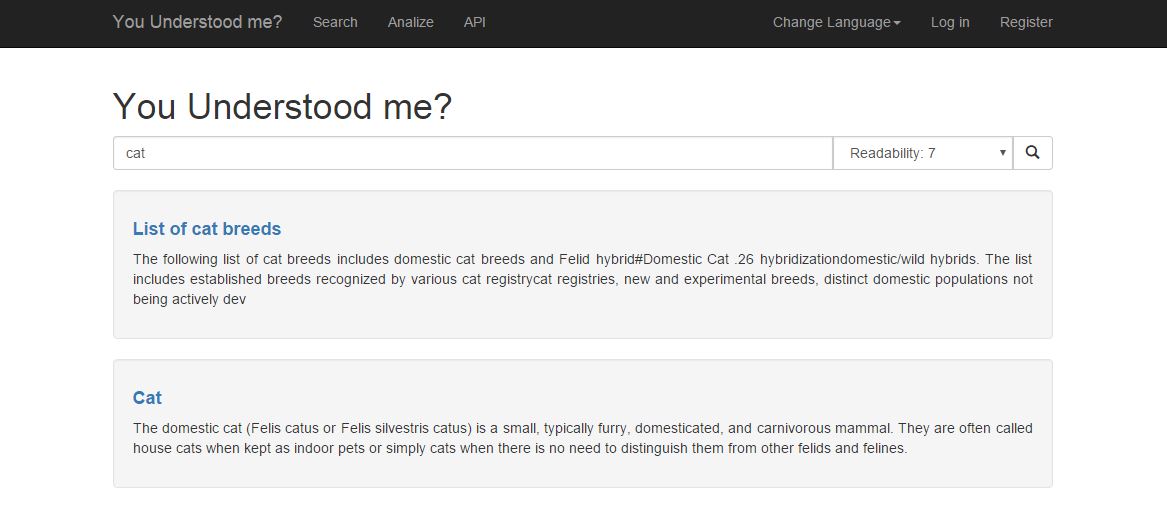 You Understood me? Search Analize API Change Language Log in Register
You Understood me?
cat Readability: 7
List of cat breeds
The following list of cat breeds includes domestic cat breeds and Felid hybrid#Domestic Cat .26 hybridizationdomestic/wild hybrids. The list
includes established breeds recognized by various cat registrycat registries, new and experimental breeds, distinct domestic populations not
being actively dev
Cat
The domestic cat (Felis catus or Felis silvestris catus) is a small, typically furry, domesticated, and carnivorous mammal. They are often called
house cats when kept as indoor pets or simply cats when there is no need to distinguish them from other felids and felines.